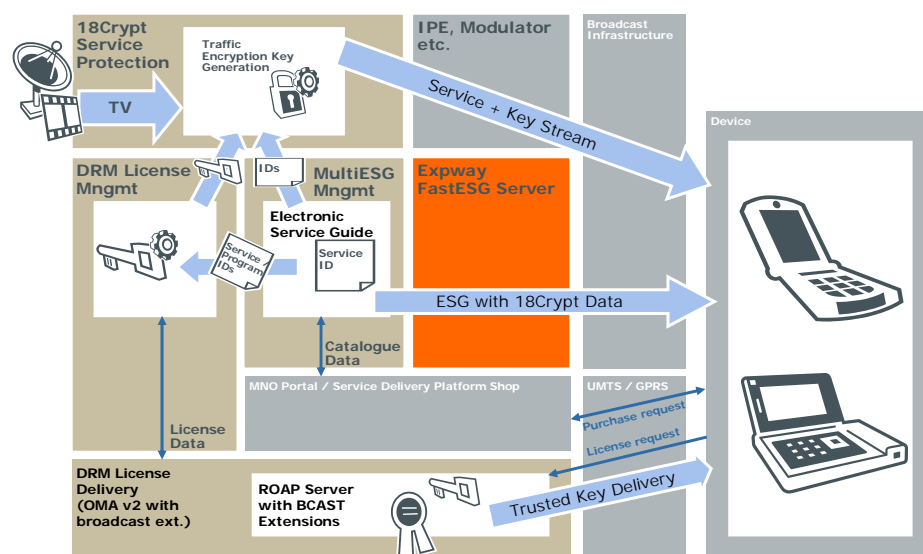 18Crypt
Service
Protection
Traffic
Encryption Key
Generation
TV
IPE, Modulator
etc.
Broadcast
Infrastructure
Service + Key Stream
Device
DRM License
Mngmt
IDs
MultiESG
Mngmt
Expway
FastESG Server
Electronic
Service Guide
Service /
Program
IDs
Service
ID
ESG with 18Crypt Data
Catalogue
Data
MNO Portal / Service Delivery Platform Shop
UMTS / GPRS
Purchase request
License request
License
Data
DRM License
Delivery
(OMA v2 with
broadcast ext.)
ROAP Server
with BCAST
Extensions
Trusted Key Delivery